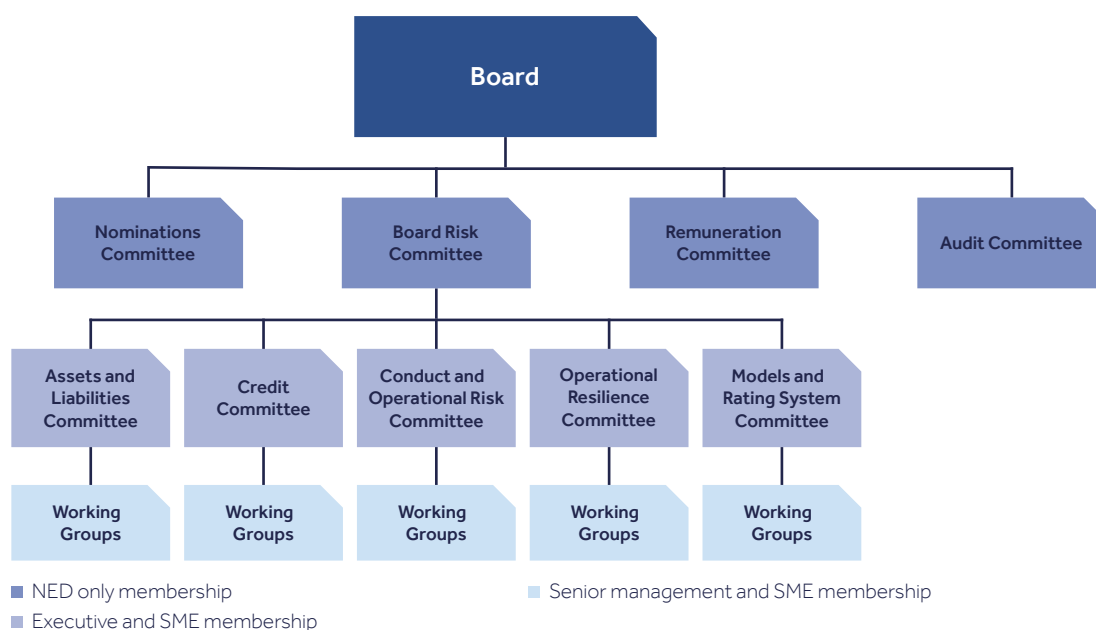 Board
Nominations
Committee
Board Risk
Committee
Remuneration
Committee
Audit Committee
Assets and
Liabilities
Committee
Credit
Committee
Conduct and
Operational Risk
Committee
Operational
Resilience
Committee
Models and
Rating System
Committee
Working
Groups
Working
Groups
Working
Groups
Working
Groups
Working
Groups
NED only membership
Senior management and SME membership
Executive and SME membership